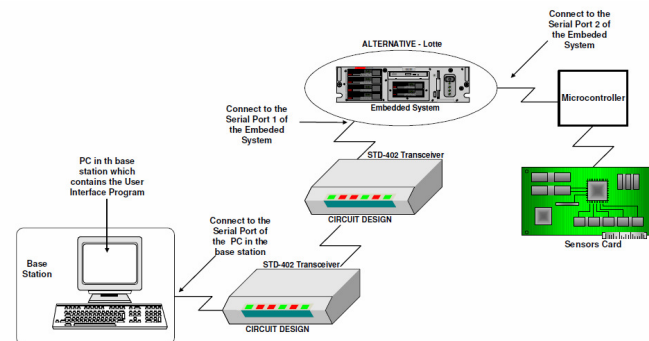 Connect to the
Serial Port 2 of
the Embeded
System
ALTERNATIVE - Lotte
Embedded System
Microcontroller
Connect to the
Serial Port 1 of
the Embeded
System
PC in th base
station which
contains the User
Interface Program
STD-402 Transceiver
CIRCUIT DESIGN
Sensors Card
Connect to the
Serial Port of
the PC in the
base station
Base
Station
STD-402 Transceiver
CIRCUIT DESIGN